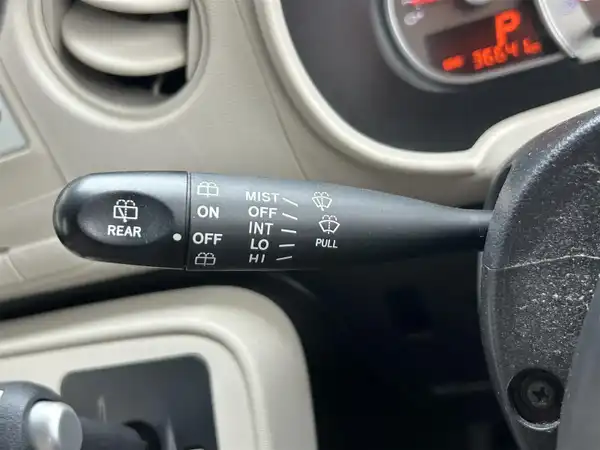 P
36641
REAR
ON
OFF
MIST
OFF
INT
LO
HI
PULL